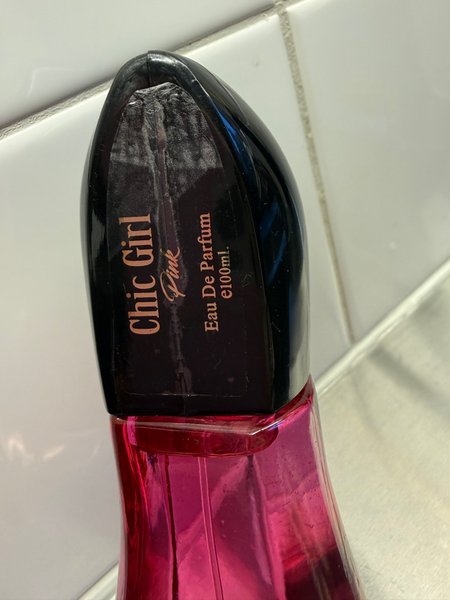 Chic Girl
Pink
Eau De Parfum
℮100ml.